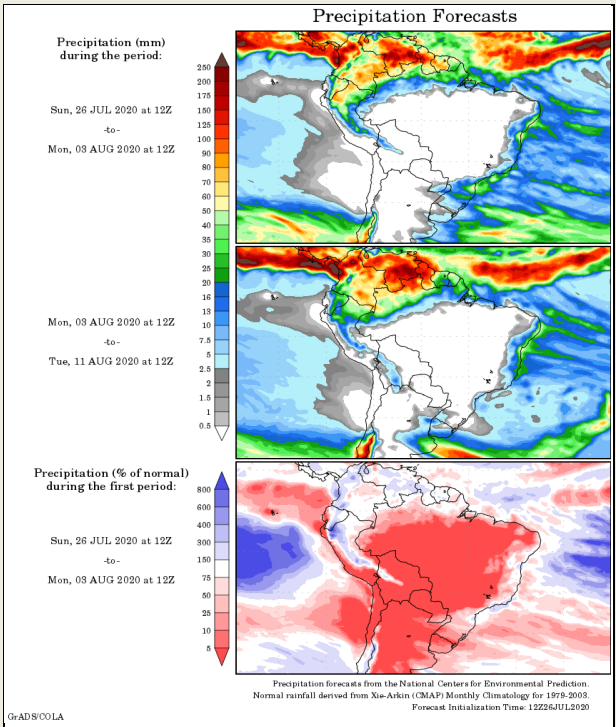 Precipitation Forecasts
Precipitation (mm)
during the period:
Sun, 26 JUL 2020 at 12Z
-to-
Mon, 03 AUG 2020 at 12Z
250
200
175
150
125
100
90
80
70
60
50
40
35
30
25
20
16
13
10
7.5
5
2.5
2
1.5
1
0.5
Mon, 03 AUG 2020 at 12Z
-to-
Tue, 11 AUG 2020 at 12Z
Precipitation (% of normal)
during the first period:
Sun, 26 JUL 2020 at 12Z
-to-
Mon, 03 AUG 2020 at 12Z
800
600
400
300
150
75
50
25
10
5
Precipitation forecasts from the National Centers for Environmental Prediction.
Normal rainfall derived from Xie-Arkin (CMAP) Monthly Climatology for 1979-2003.
Forecast Initialization Time: 12Z26JUL2020
GrADS/COLA